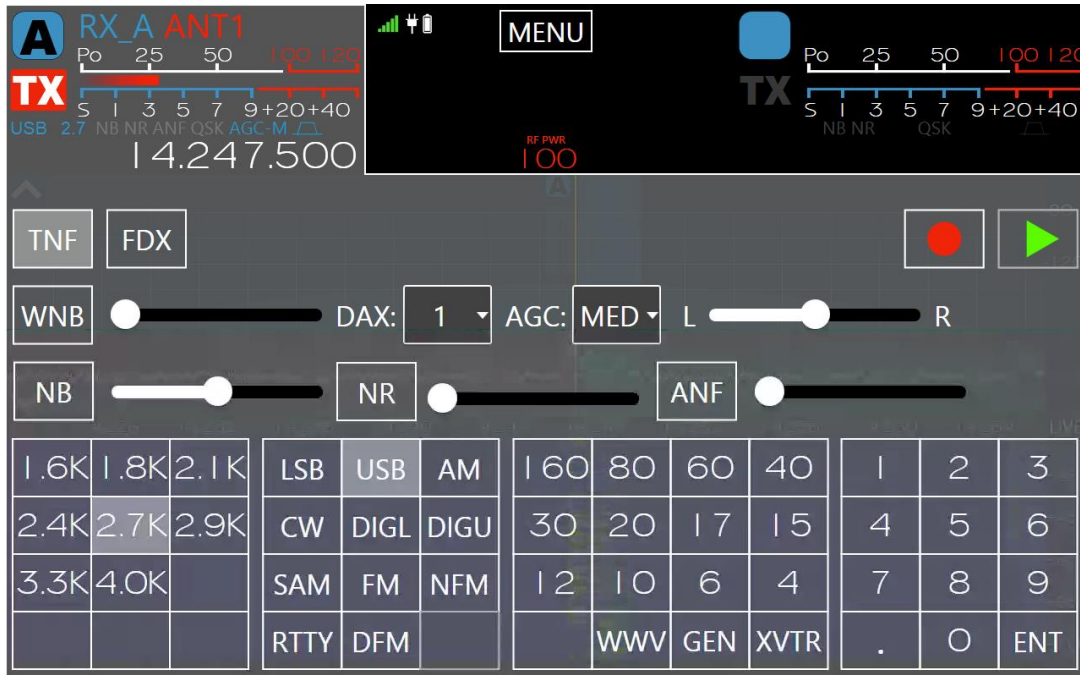 A RX_A ANT1
Po 25 50 100 120
TX
S 1 3 5 7 9+20+40
USB 2.7 NB NR ANF QSK AGC-M
14.247.500
MENU
RF PWR
100
Po 25 50 100 120
TX
S 1 3 5 7 9+20+40
NB NR QSK
A
TNF FDX
WNB DAX: 1 AGC: MED L R
NB NR ANF
LIVE
1.6K 1.8K 2.1K LSB USB AM 160 80 60 40 1 2 3
2.4K 2.7K 2.9K CW DIGL DIGU 30 20 17 15 4 5 6
3.3K 4.0K SAM FM NFM 12 10 6 4 7 8 9
RTTY DFM WWV GEN XVTR . 0 ENT